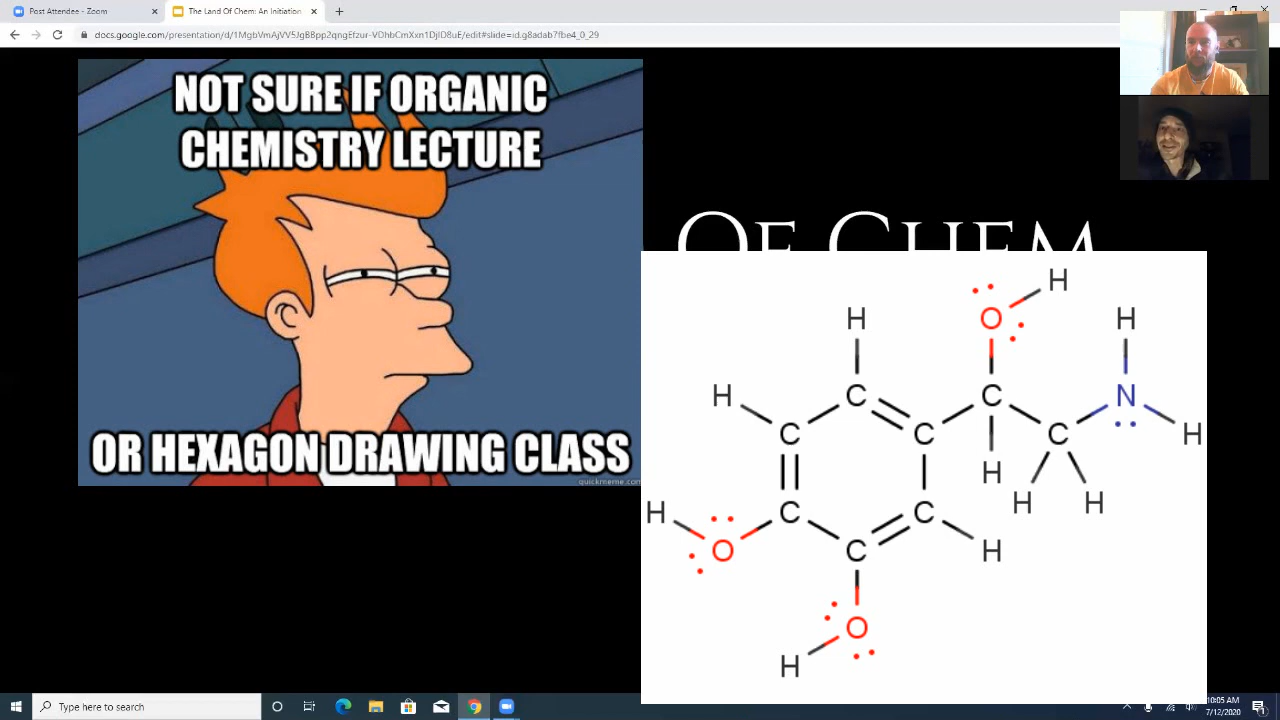 Post Attendee - Zoom
The Land Of Chem An Initiation
docs.google.com/presentation/d/1MgbVmAjVV5JgBBpp2qngEfzur-VDhbCmXxn1DjlD8uE/edit#slide=id.g8adab7fbe4_0_29
NOT SURE IF ORGANIC
CHEMISTRY LECTURE
OR HEXAGON DRAWING CLASS
quickmeme.com
OF CHEM
H
O
H
H
H
H
C
C
N
C
C
C
H
H
H
H
H
C
C
O
C
H
O
H
Type here to search
10:05 AM
7/12/2020